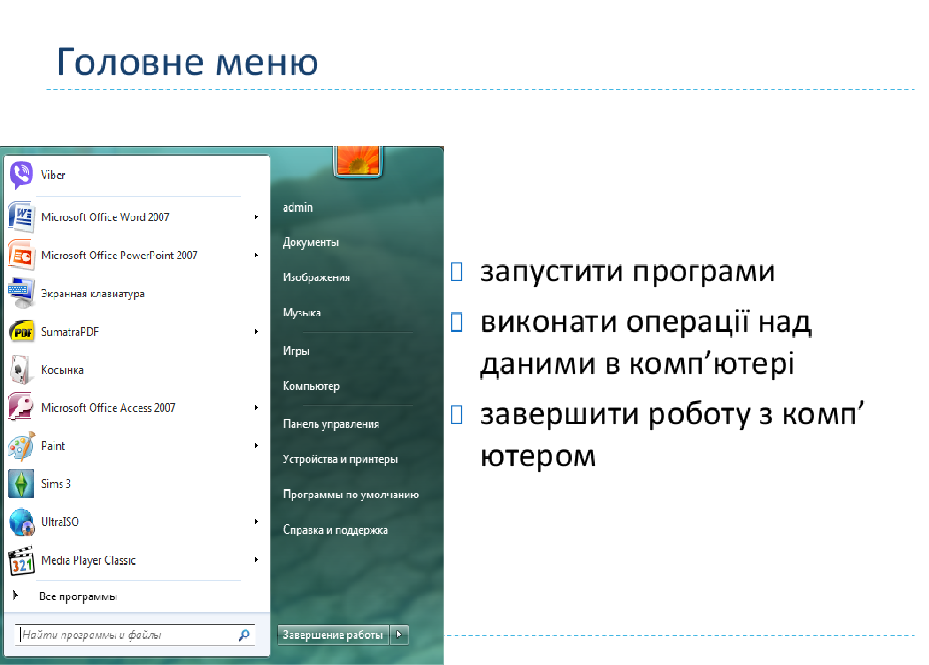 Головне меню
Viber
Microsoft Office Word 2007
Microsoft Office PowerPoint 2007
Экранная клавиатура
SumatraPDF
Косынка
Microsoft Office Access 2007
Paint
Sims 3
UltraISO
Media Player Classic
Все программы
Найти программы и файлы
admin
Документы
Изображения
Музыка
Игры
Компьютер
Панель управления
Устройства и принтеры
Программы по умолчанию
Справка и поддержка
Завершение работы
запустити програми
виконати операції над
даними в комп’ютері
завершити роботу з комп’
ютером